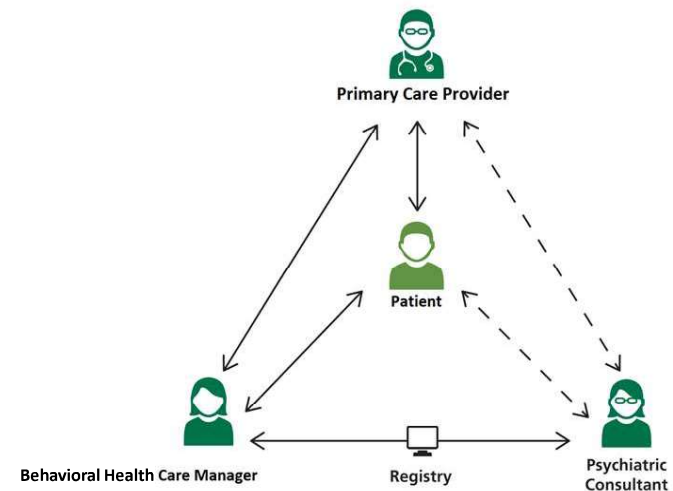 Primary Care Provider
Patient
Behavioral Health Care Manager
Registry
Psychiatric
Consultant